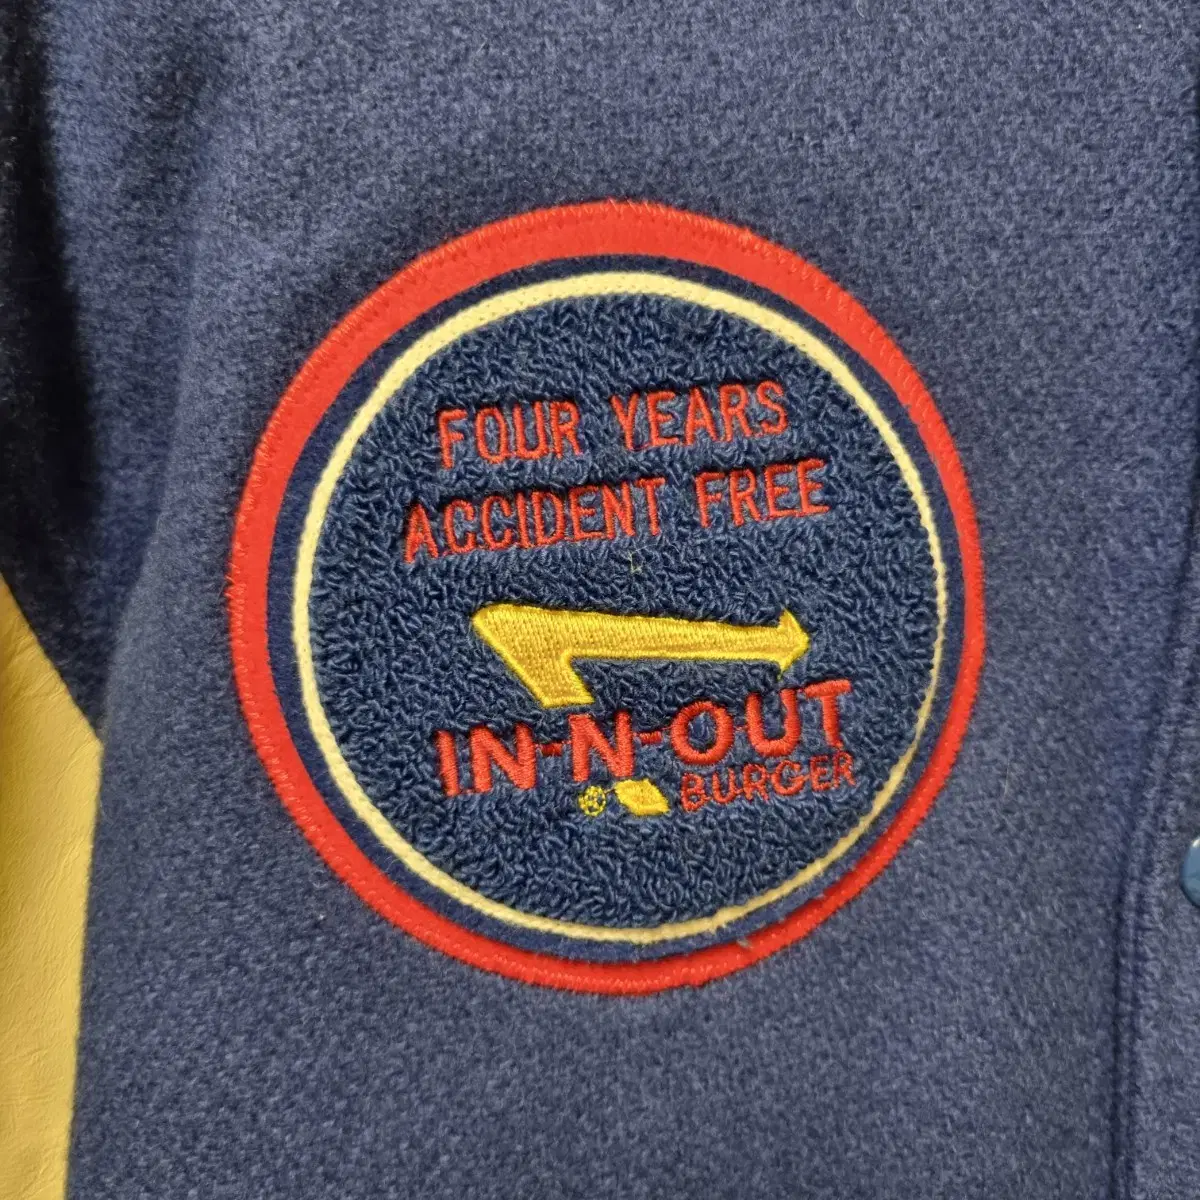 FOUR YEARS
ACCIDENT FREE
IN-N-OUT
BURGER